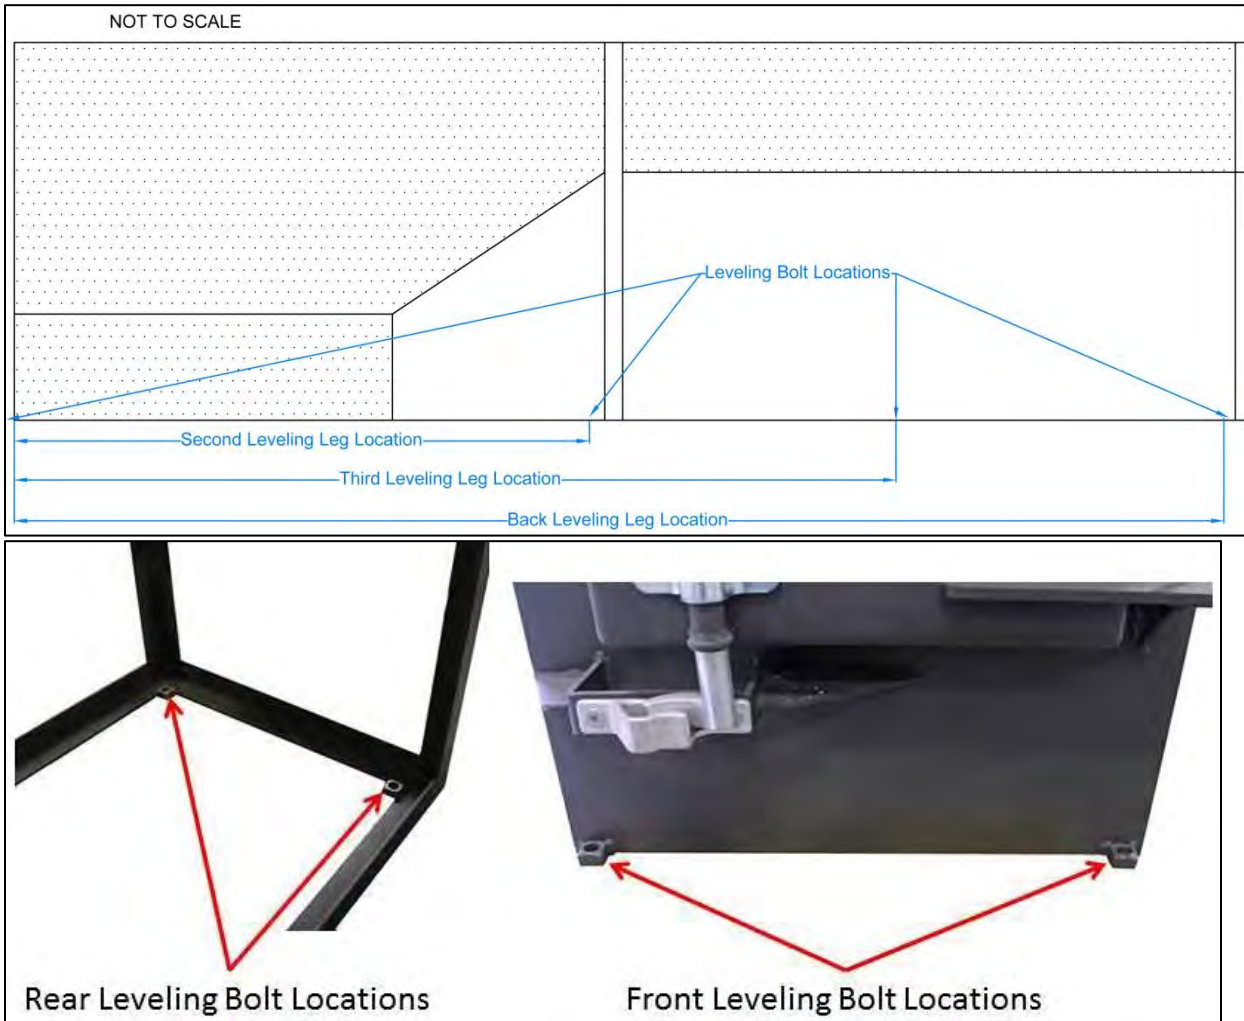 NOT TO SCALE
Leveling Bolt Locations
Second Leveling Leg Location
Third Leveling Leg Location
Back Leveling Leg Location
Rear Leveling Bolt Locations
Front Leveling Bolt Locations